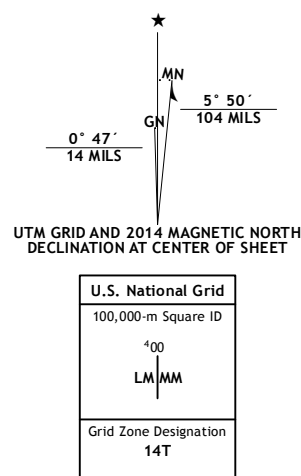 MN
5° 50´
104 MILS
GN
0° 47´
14 MILS
UTM GRID AND 2014 MAGNETIC NORTH
DECLINATION AT CENTER OF SHEET
U.S. National Grid
100,000-m Square ID
⁴00
LM MM
Grid Zone Designation
14T